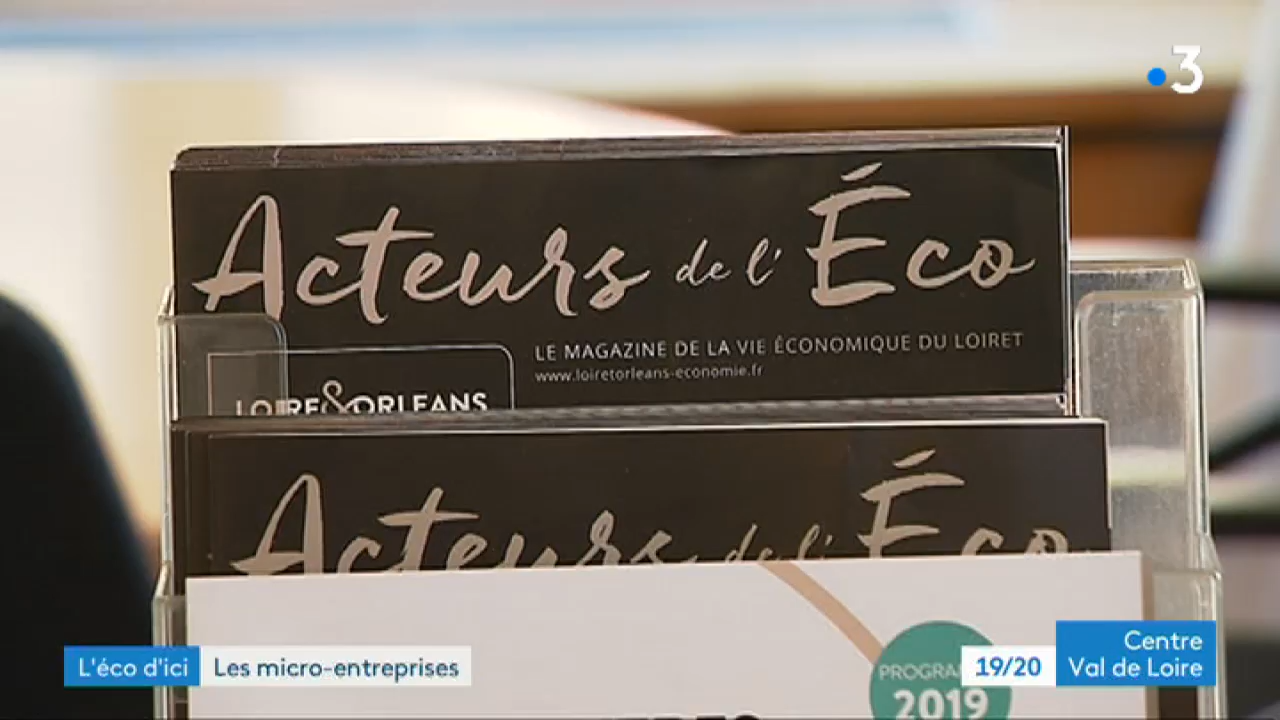 3
Acteurs de l'Éco
LE MAGAZINE DE LA VIE ÉCONOMIQUE DU LOIRET
www.loiretorleans-economie.fr
LOIRE&ORLEANS
Acteurs de l'Éco
L'éco d'ici Les micro-entreprises
19/20
Centre
Val de Loire
2019